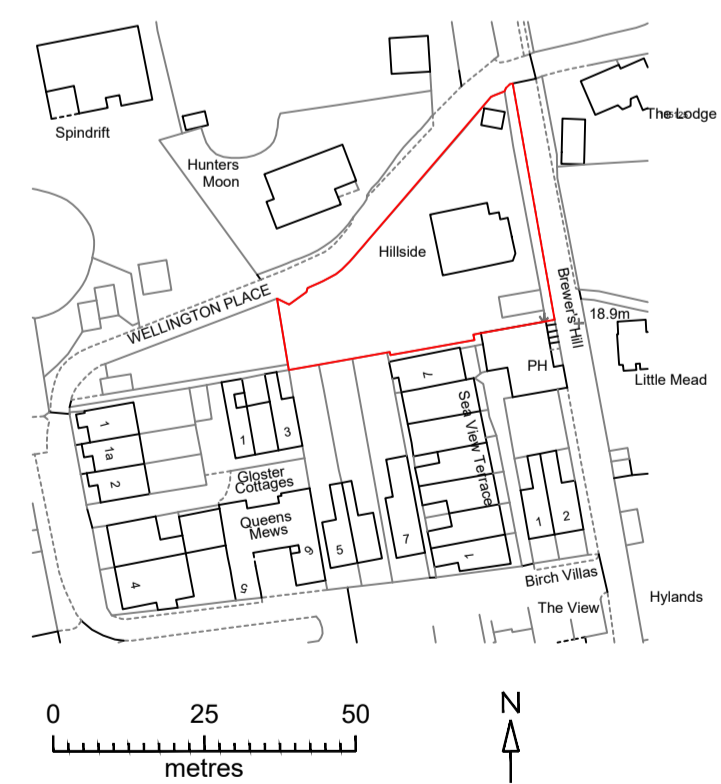 Spindrift
The Lodge
Hunters
Moon
Hillside
WELLINGTON PLACE
Brewer's Hill
18.9m
PH
Little Mead
1
1a
2
1
3
Gloster
Cottages
Queens
Mews
4
5
6
5
7
7
Sea View Terrace
1
1
2
Birch Villas
The View
Hylands
0 25 50
metres
N